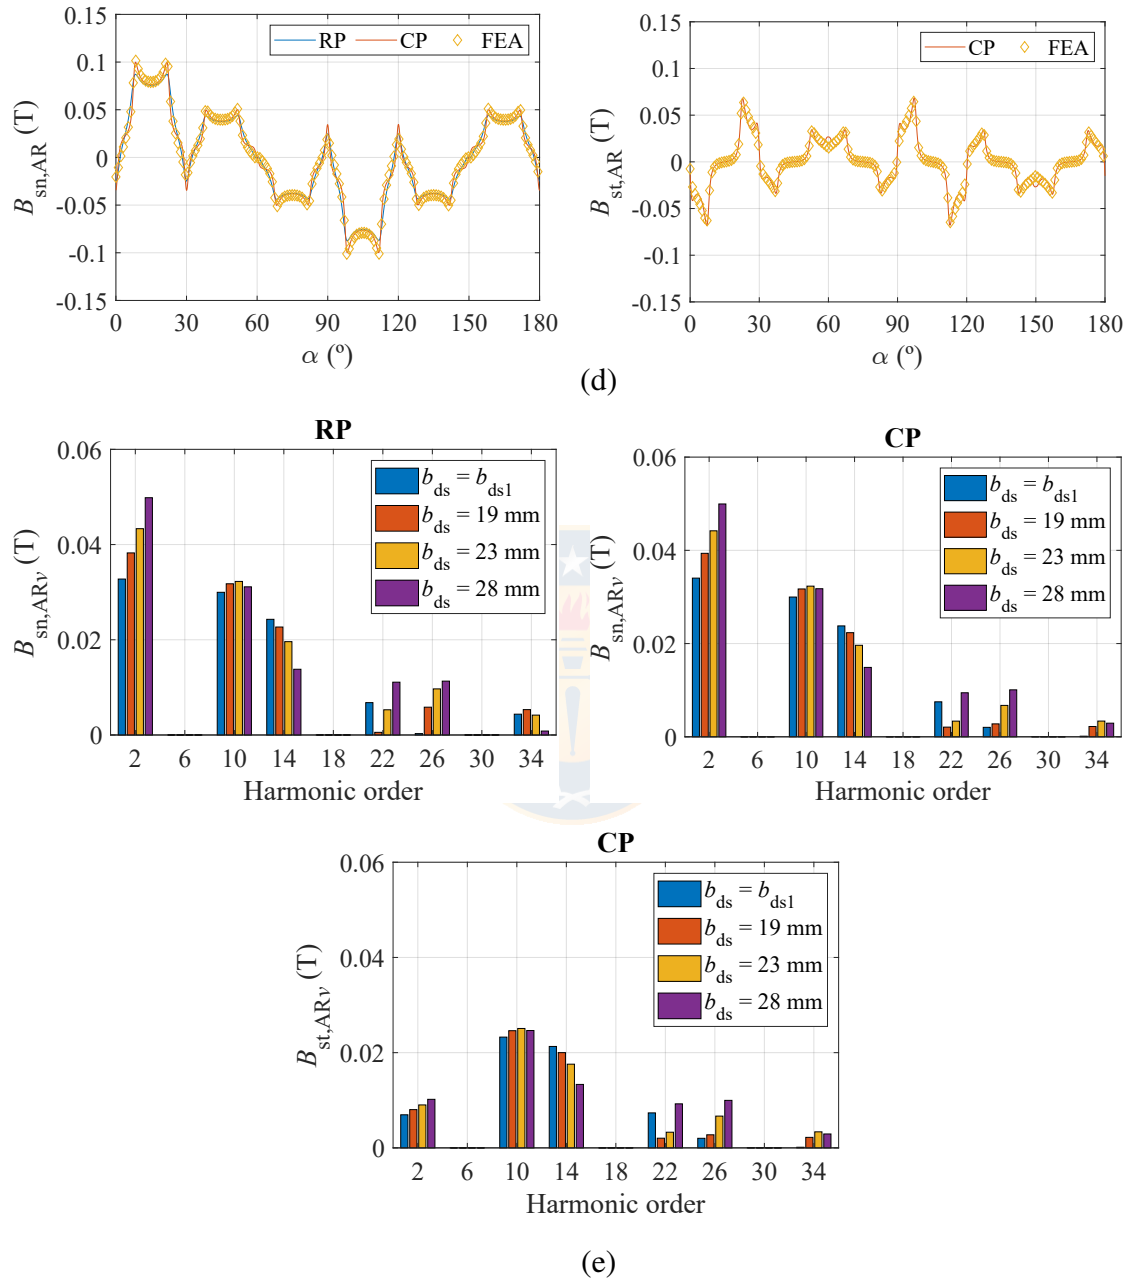 0.15
0.1
0.05
0
-0.05
-0.1
-0.15
B_sn,AR (T)
RP CP FEA
0 30 60 90 120 150 180
α (º)
0.15
0.1
0.05
0
-0.05
-0.1
-0.15
B_st,AR (T)
CP FEA
0 30 60 90 120 150 180
α (º)
(d)
RP
0.06
0.04
0.02
0
B_sn,ARν (T)
b_ds = b_ds1
b_ds = 19 mm
b_ds = 23 mm
b_ds = 28 mm
2 6 10 14 18 22 26 30 34
Harmonic order
CP
0.06
0.04
0.02
0
B_sn,ARν (T)
b_ds = b_ds1
b_ds = 19 mm
b_ds = 23 mm
b_ds = 28 mm
2 6 10 14 18 22 26 30 34
Harmonic order
CP
0.06
0.04
0.02
0
B_st,ARν (T)
b_ds = b_ds1
b_ds = 19 mm
b_ds = 23 mm
b_ds = 28 mm
2 6 10 14 18 22 26 30 34
Harmonic order
(e)